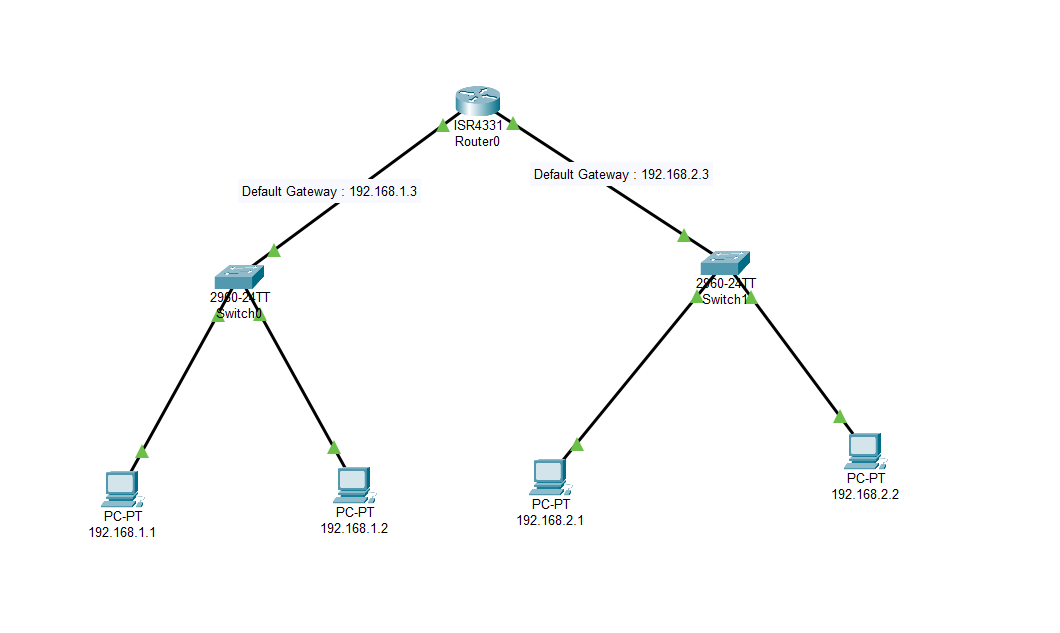 ISR4331
Router0
Default Gateway : 192.168.1.3
Default Gateway : 192.168.2.3
2960-24TT
Switch0
2960-24TT
Switch1
PC-PT
192.168.1.1
PC-PT
192.168.1.2
PC-PT
192.168.2.1
PC-PT
192.168.2.2